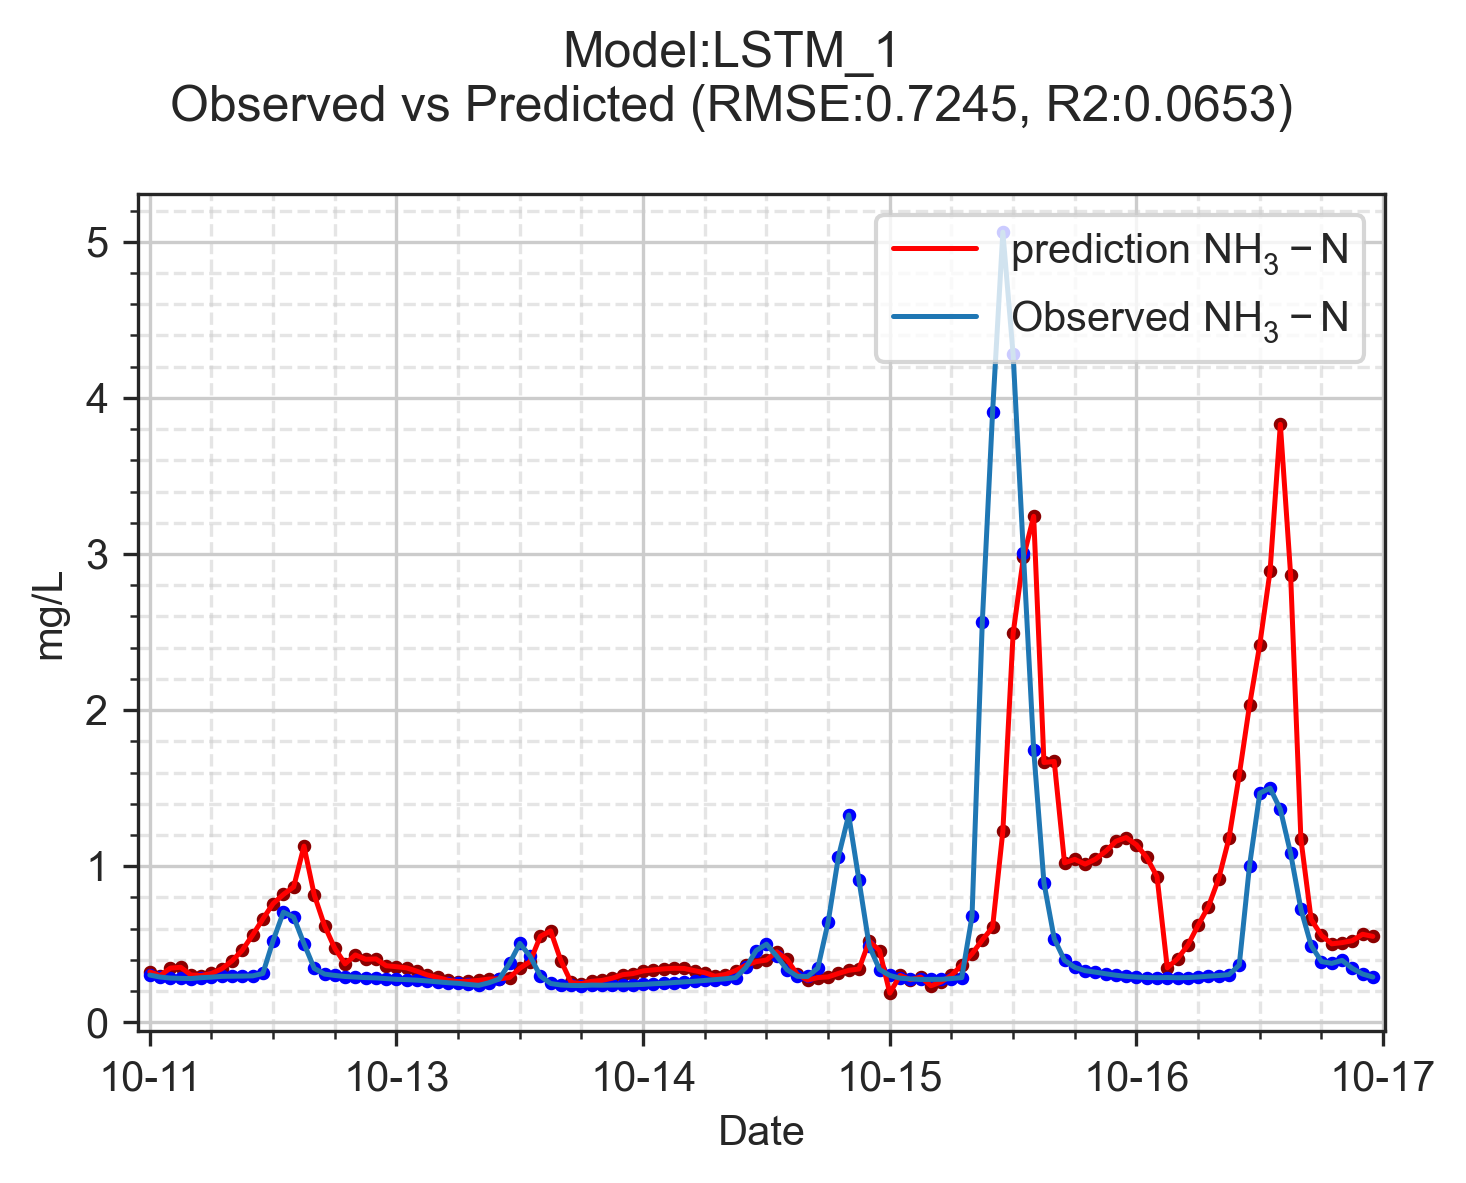 Model:LSTM_1
Observed vs Predicted (RMSE:0.7245, R2:0.0653)
prediction NH₃ − N
Observed NH₃ − N
mg/L
5
4
3
2
1
0
10-11 10-13 10-14 10-15 10-16 10-17
Date